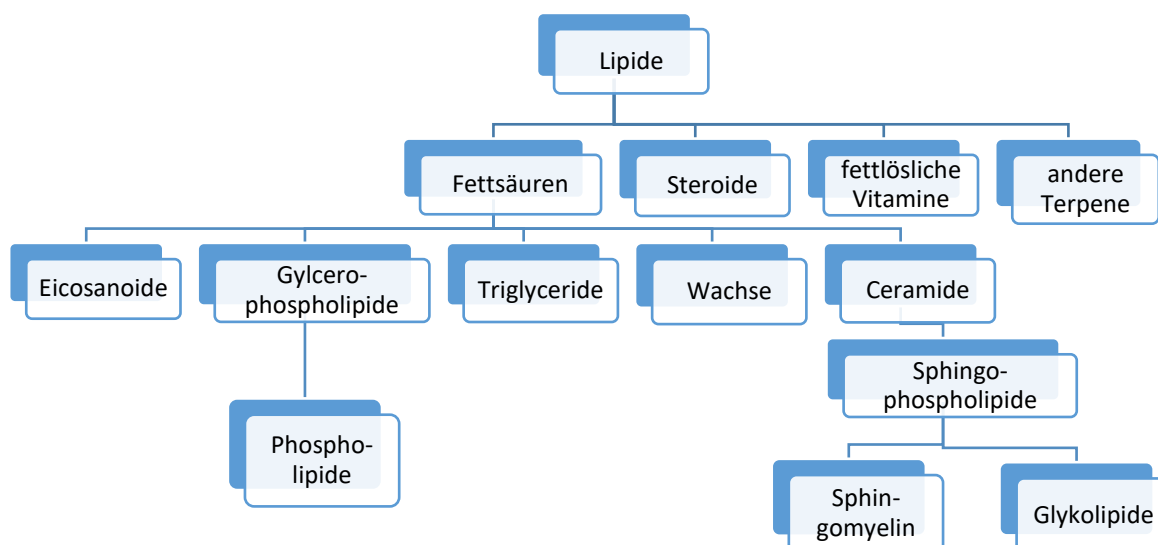 Lipide
Fettsäuren
Steroide
fettlösliche
Vitamine
andere
Terpene
Eicosanoide
Gylcero-
phospholipide
Triglyceride
Wachse
Ceramide
Sphingo-
phospholipide
Phospho-
lipide
Sphin-
gomyelin
Glykolipide